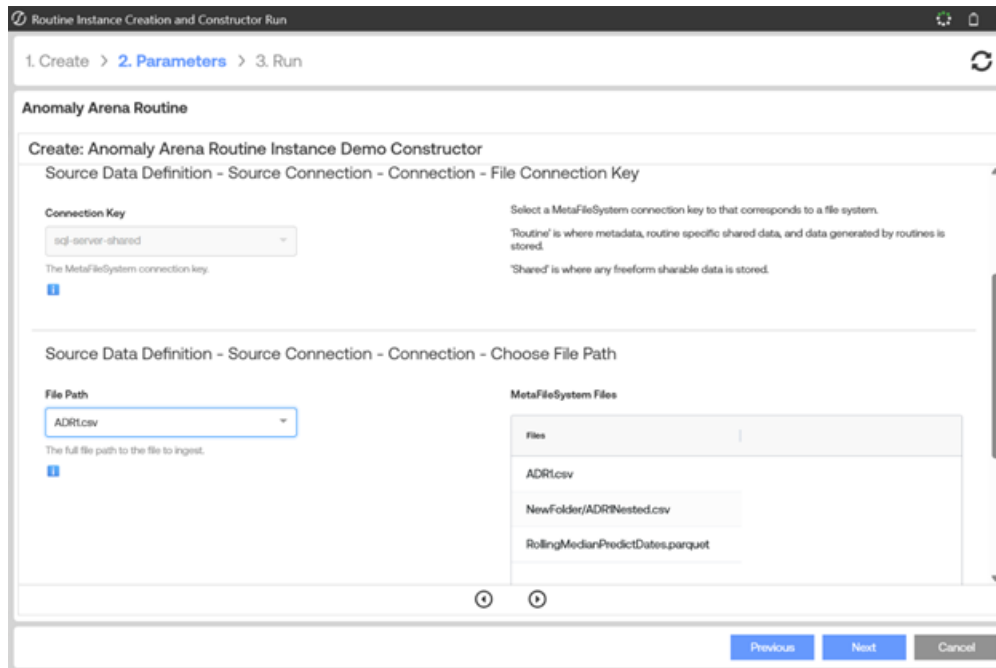 Routine Instance Creation and Constructor Run
1. Create > 2. Parameters > 3. Run
Anomaly Arena Routine
Create: Anomaly Arena Routine Instance Demo Constructor
Source Data Definition - Source Connection - Connection - File Connection Key
Connection Key
sql-server-shared
The MetaFileSystem connection key.
Select a MetaFileSystem connection key to that corresponds to a file system.
'Routine' is where metadata, routine specific shared data, and data generated by routines is
stored.
'Shared' is where any freeform sharable data is stored.
Source Data Definition - Source Connection - Connection - Choose File Path
File Path
ADR1.csv
The full file path to the file to ingest.
MetaFileSystem Files
Files
ADR1.csv
NewFolder/ADR1Nested.csv
RollingMedianPredictDates.parquet
Previous
Next
Cancel